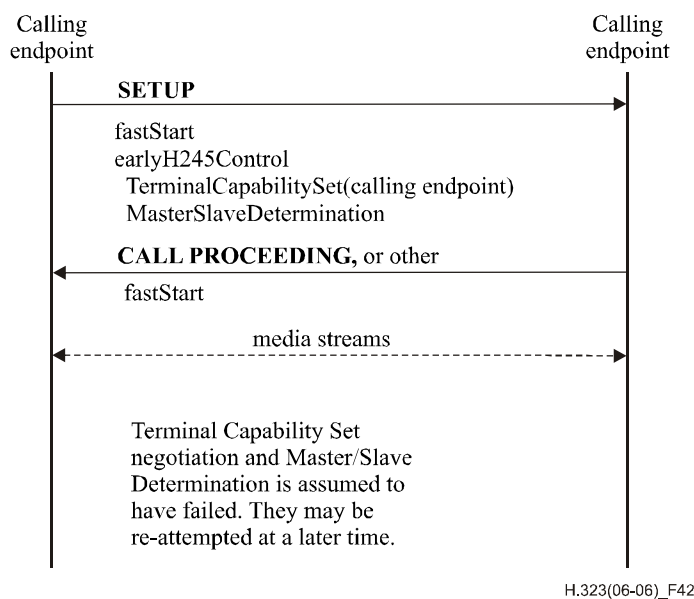 Calling
endpoint
Calling
endpoint
SETUP
fastStart
earlyH245Control
TerminalCapabilitySet(calling endpoint)
MasterSlaveDetermination
CALL PROCEEDING, or other
fastStart
media streams
Terminal Capability Set
negotiation and Master/Slave
Determination is assumed to
have failed. They may be
re-attempted at a later time.
H.323(06-06)_F42